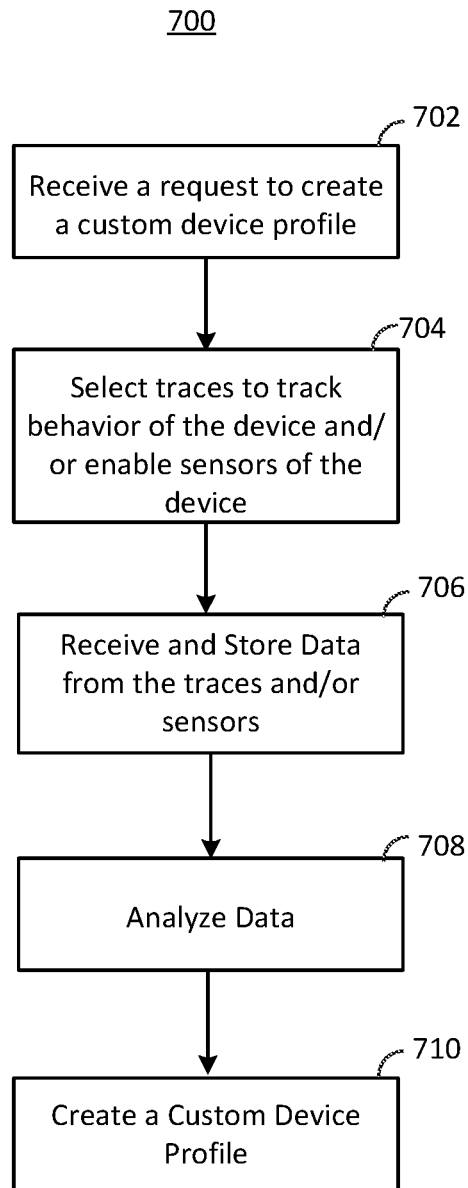 700
702
Receive a request to create
a custom device profile
704
Select traces to track
behavior of the device and/
or enable sensors of the
device
706
Receive and Store Data
from the traces and/or
sensors
708
Analyze Data
710
Create a Custom Device
Profile